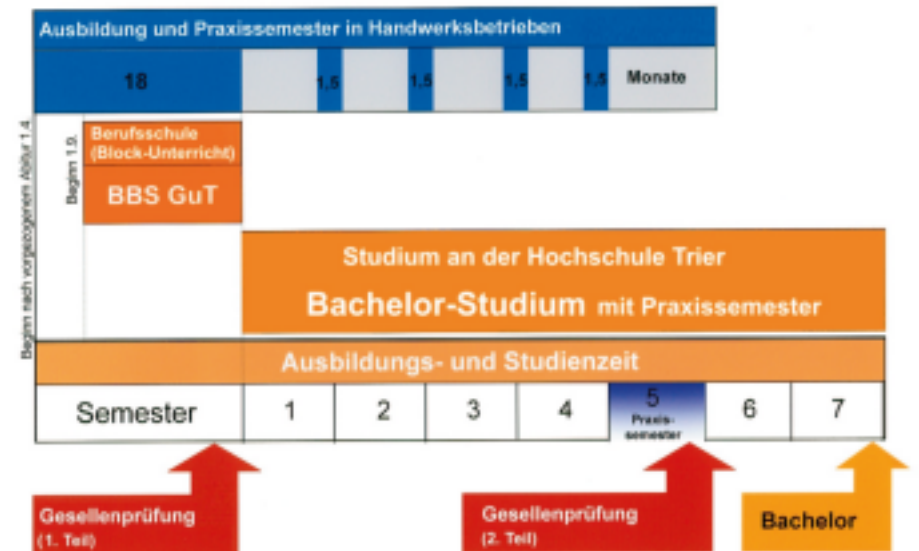 Ausbildung und Praxissemester in Handwerksbetrieben
18 1,5 1,5 1,5 1,5 Monate
Beginn nach vorgezogenem Abitur 1.4.
Beginn 1.9.
Berufsschule
(Block-Unterricht)
BBS GuT
Studium an der Hochschule Trier
Bachelor-Studium mit Praxissemester
Ausbildungs- und Studienzeit
Semester 1 2 3 4 5 6 7
Praxis-
semester
Gesellenprüfung
(1. Teil)
Gesellenprüfung
(2. Teil)
Bachelor